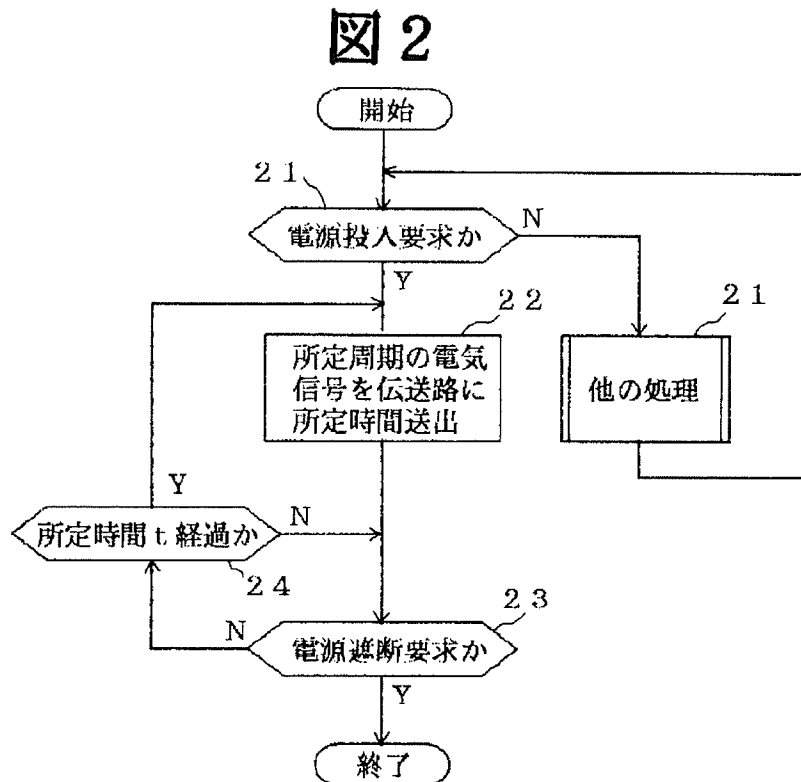 図2
開始
21
電源投入要求か
N
Y
22
所定周期の電気
信号を伝送路に
所定時間送出
21
他の処理
Y
所定時間t経過か
N
24
23
N
電源遮断要求か
Y
終了